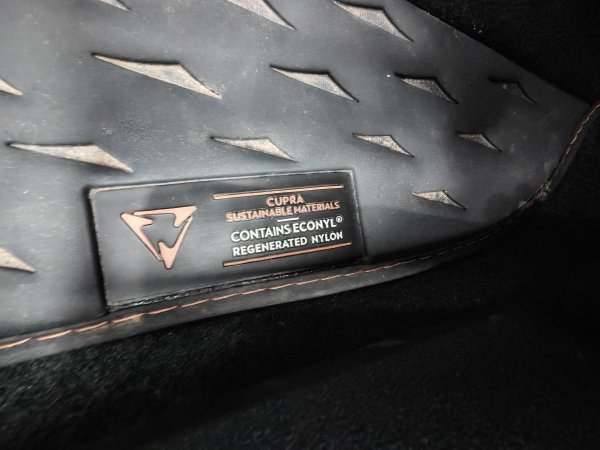 CUPRA
SUSTAINABLE MATERIALS
CONTAINS ECONYL®
REGENERATED NYLON